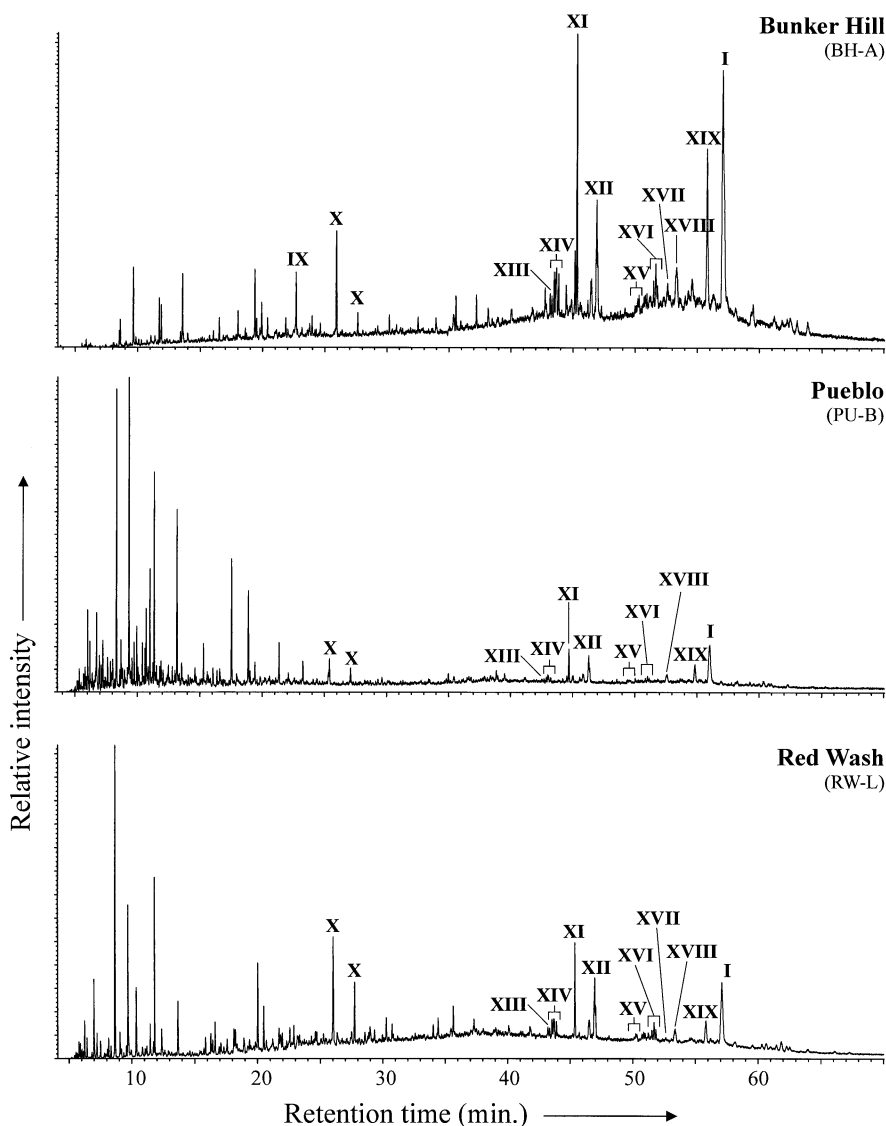 Bunker Hill
(BH-A)
XI
I
XIX
XII
XVII
X
XVIII
XVI
XIV
IX
XIII
XV
X
Pueblo
(PU-B)
XVIII
XI
XVI
I
XIV
XII
XIII
XV
XIX
X
X
Red Wash
(RW-L)
XVII
X
XI
XVIII
XVI
I
XII
X
XIV
XIII
XV
XIX
10 20 30 40 50 60
Retention time (min.)
Relative intensity